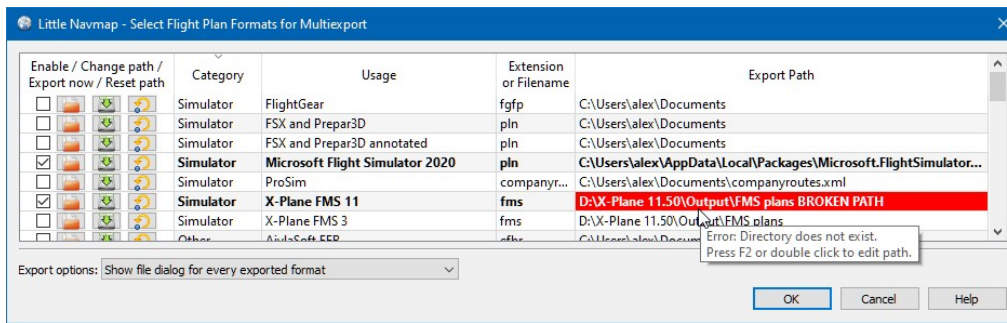 Little Navmap - Select Flight Plan Formats for Multiexport
Enable / Change path /
Export now / Reset path
Category
Usage
Extension
or Filename
Export Path
Simulator FlightGear fgfp C:\Users\alex\Documents
Simulator FSX and Prepar3D pln C:\Users\alex\Documents
Simulator FSX and Prepar3D annotated pln C:\Users\alex\Documents
Simulator Microsoft Flight Simulator 2020 pln C:\Users\alex\AppData\Local\Packages\Microsoft.FlightSimulator...
Simulator ProSim companyr... C:\Users\alex\Documents\companyroutes.xml
Simulator X-Plane FMS 11 fms D:\X-Plane 11.50\Output\FMS plans BROKEN PATH
Simulator X-Plane FMS 3 fms D:\X-Plane 11.50\Output\FMS plans
Other
Error: Directory does not exist.
Press F2 or double click to edit path.
Export options: Show file dialog for every exported format
OK Cancel Help